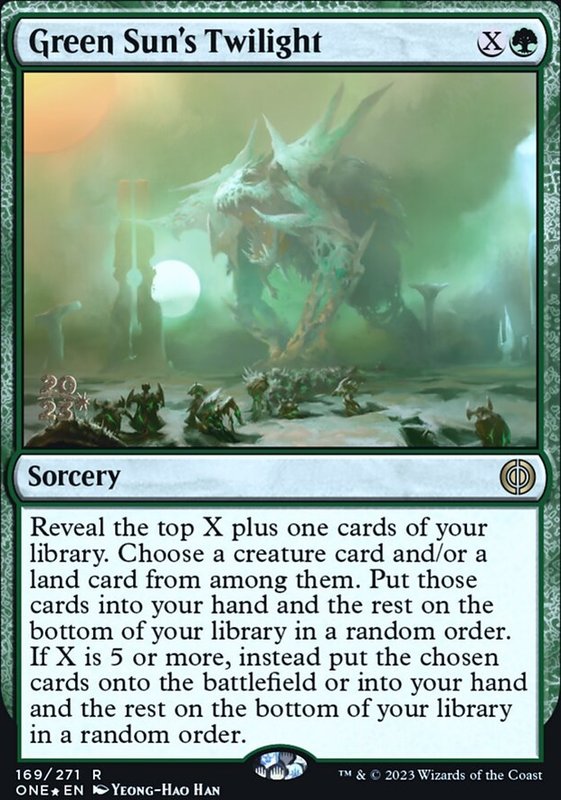 Green Sun's Twilight X
20
23*
Sorcery
Reveal the top X plus one cards of your
library. Choose a creature card and/or a
land card from among them. Put those
cards into your hand and the rest on the
bottom of your library in a random order.
If X is 5 or more, instead put the chosen
cards onto the battlefield or into your hand
and the rest on the bottom of your library
in a random order.
169/271 R
ONE★EN Yeong-Hao Han
™ & © 2023 Wizards of the Coast